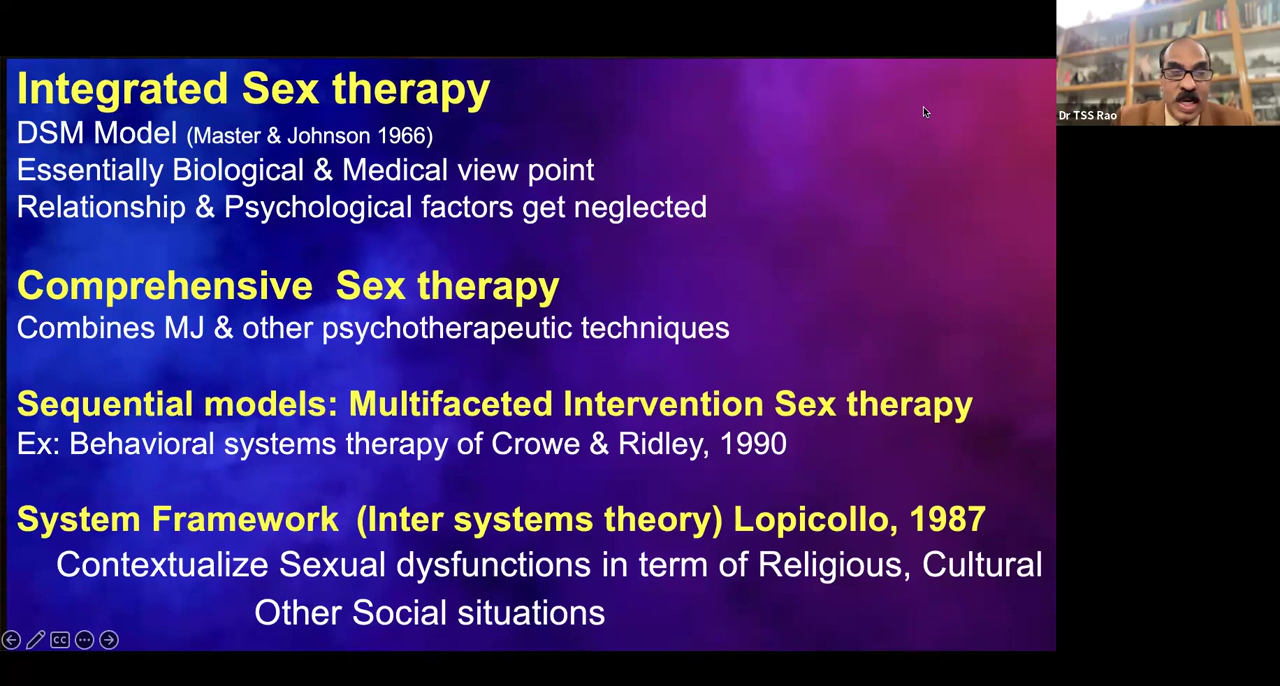 Integrated Sex therapy
DSM Model (Master & Johnson 1966)
Essentially Biological & Medical view point
Relationship & Psychological factors get neglected
Comprehensive Sex therapy
Combines MJ & other psychotherapeutic techniques
Sequential models: Multifaceted Intervention Sex therapy
Ex: Behavioral systems therapy of Crowe & Ridley, 1990
System Framework (Inter systems theory) Lopicollo, 1987
Contextualize Sexual dysfunctions in term of Religious, Cultural
Other Social situations
CC
Dr TSS Rao